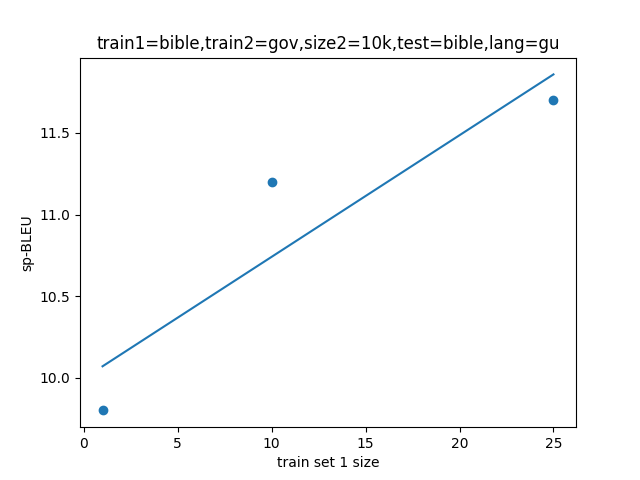 train1=bible,train2=gov,size2=10k,test=bible,lang=gu
11.5
11.0
10.5
10.0
sp-BLEU
0 5 10 15 20 25
train set 1 size